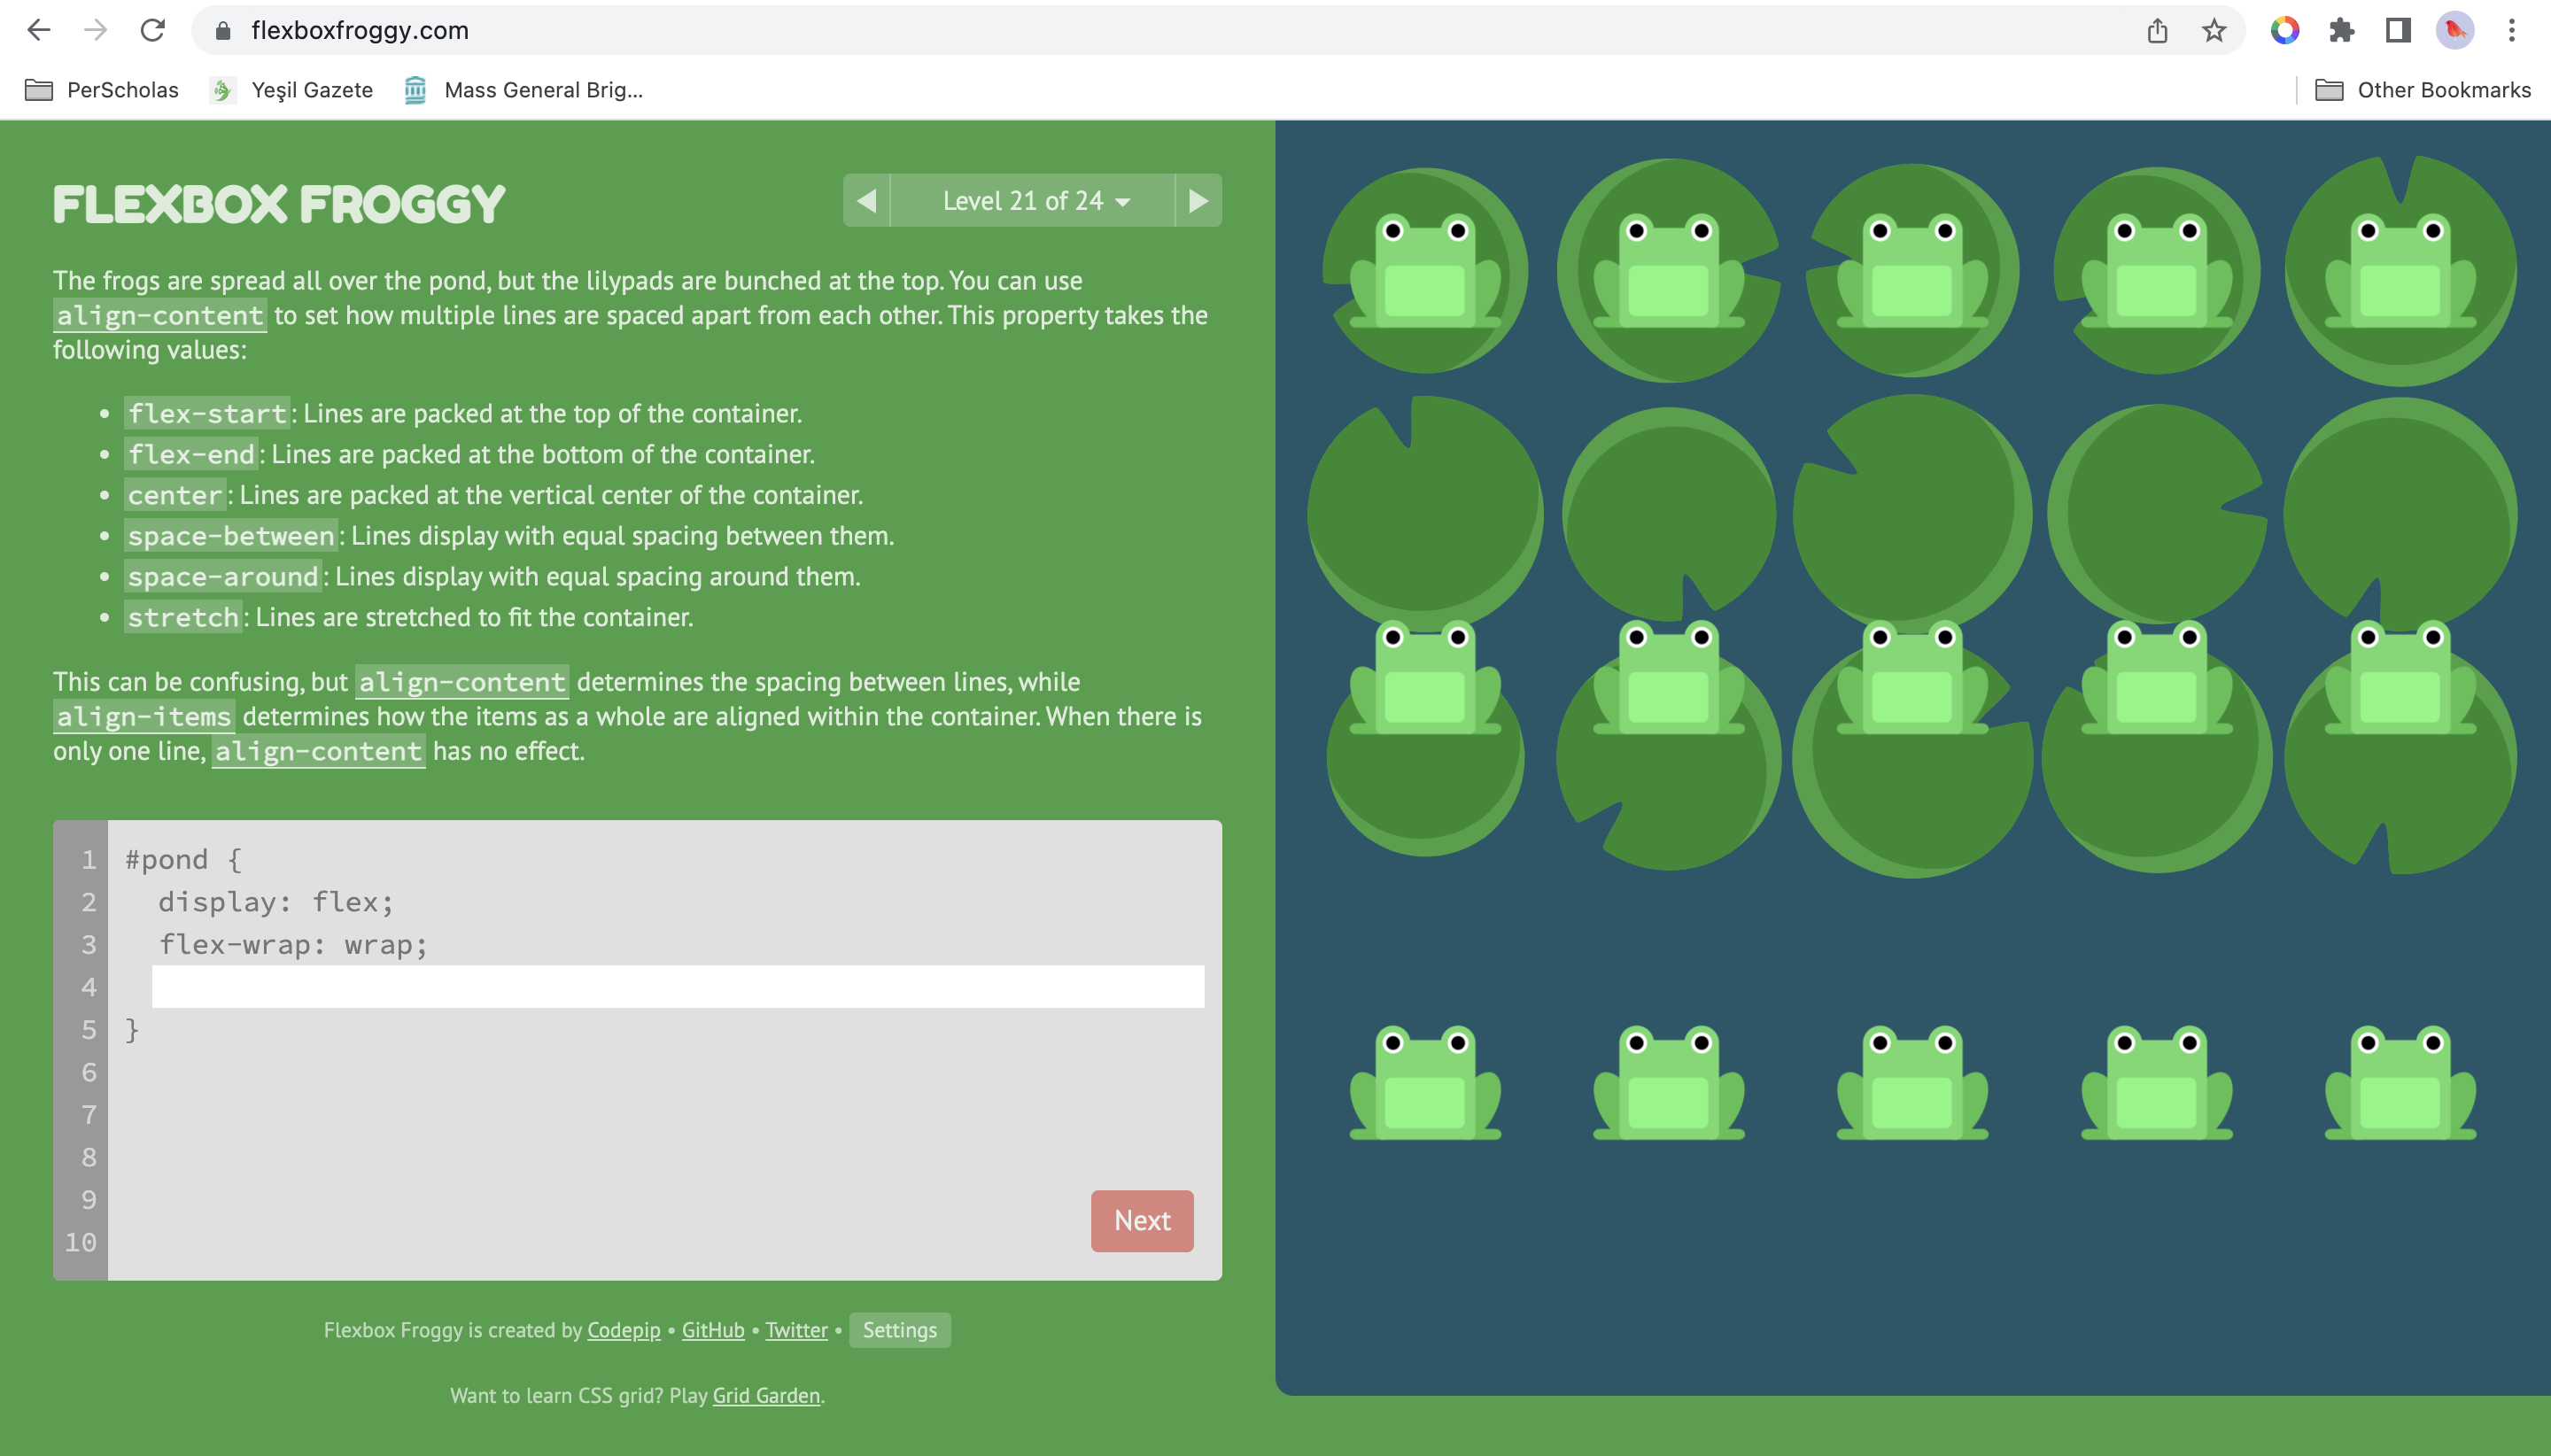 flexboxfroggy.com
PerScholas
Yeşil Gazete
Mass General Brig...
Other Bookmarks
FLEXBOX FROGGY
Level 21 of 24
The frogs are spread all over the pond, but the lilypads are bunched at the top. You can use
align-content to set how multiple lines are spaced apart from each other. This property takes the
following values:
• flex-start: Lines are packed at the top of the container.
• flex-end: Lines are packed at the bottom of the container.
• center: Lines are packed at the vertical center of the container.
• space-between: Lines display with equal spacing between them.
• space-around: Lines display with equal spacing around them.
• stretch: Lines are stretched to fit the container.
This can be confusing, but align-content determines the spacing between lines, while
align-items determines how the items as a whole are aligned within the container. When there is
only one line, align-content has no effect.
1 #pond {
2 display: flex;
3 flex-wrap: wrap;
4
5 }
6
7
8
9
10
Next
Flexbox Froggy is created by Codepip • GitHub • Twitter • Settings
Want to learn CSS grid? Play Grid Garden.